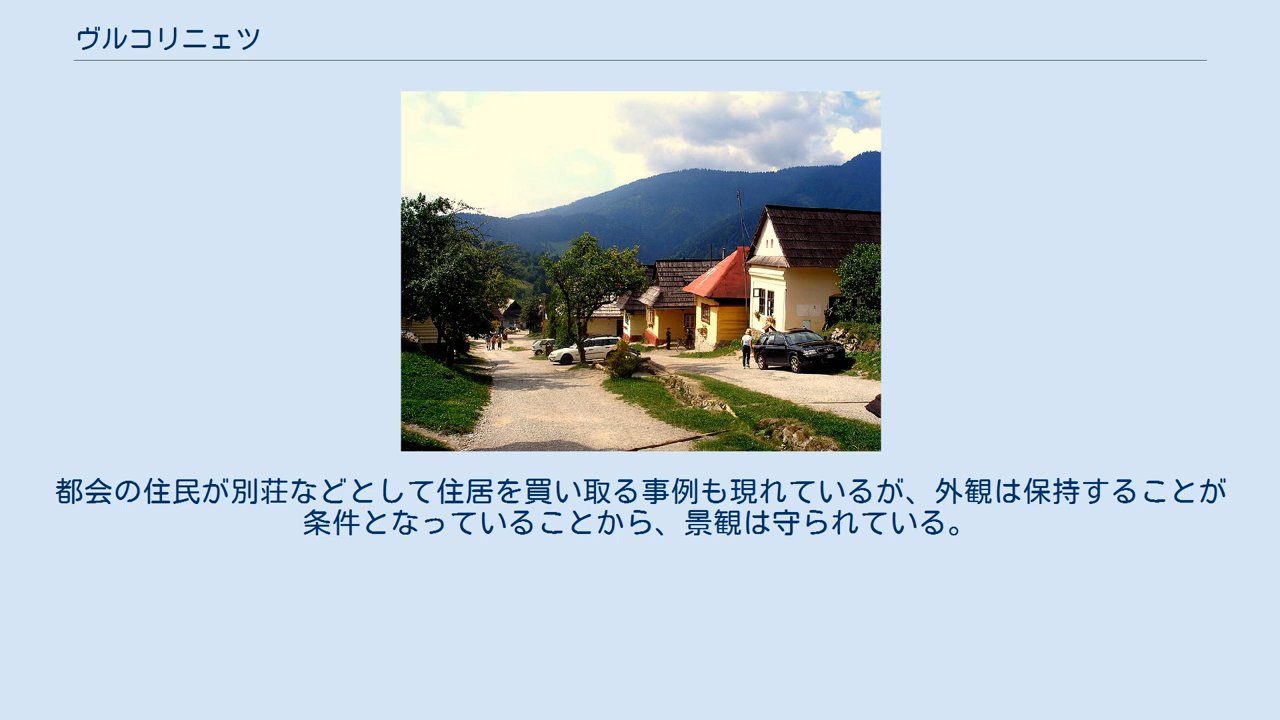 ヴルコリニェツ
都会の住民が別荘などとして住居を買い取る事例も現れているが、外観は保持することが
条件となっていることから、景観は守られている。